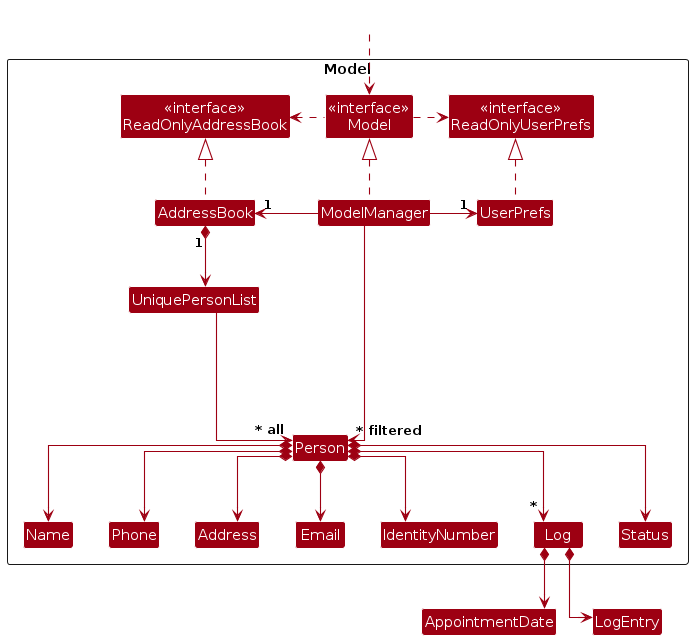 Model
«interface»
ReadOnlyAddressBook
«interface»
Model
«interface»
ReadOnlyUserPrefs
AddressBook
1
ModelManager
1
UserPrefs
1
UniquePersonList
* all
* filtered
Person
*
Name
Phone
Address
Email
IdentityNumber
Log
Status
AppointmentDate
LogEntry